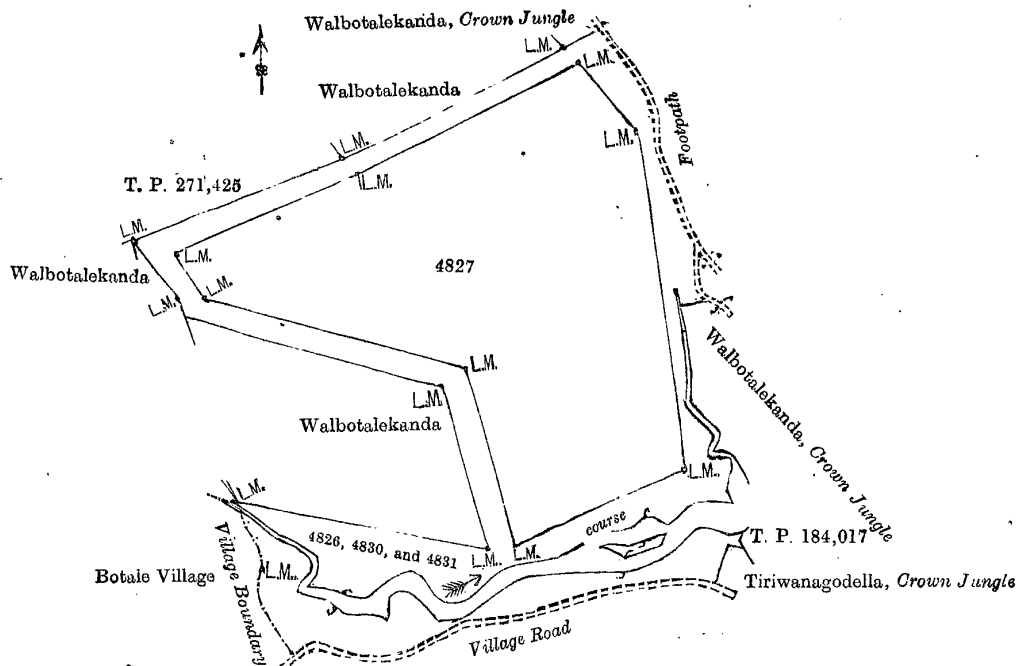 Walbotalekanda, Crown Jungle
L.M.
L.M.
Walbotalekanda
Footpath
L.M.
L.M.
L.M.
T. P. 271,425
L.M.
L.M.
Walbotalekanda
4827
L.M.
L.M.
L.M.
Walbotalekanda, Crown Jungle
L.M.
Walbotalekanda
L.M.
L.M.
course
4826, 4830, and 4831
T. P. 184,017
L.M.
L.M.
Botale Village
L.M.
Tiriwanagodella, Crown Jungle
Village Boundary
Village Road